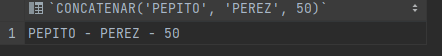 `CONCATENAR('PEPITO', 'PEREZ', 50)`
1 PEPITO - PEREZ - 50